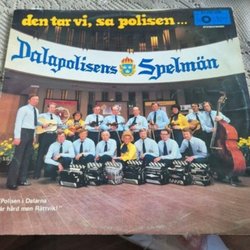 den tar vi, sa polisen...
Dalapolisens Spelmän
"Polisen i Dalarna
är hård men Rättvik!"